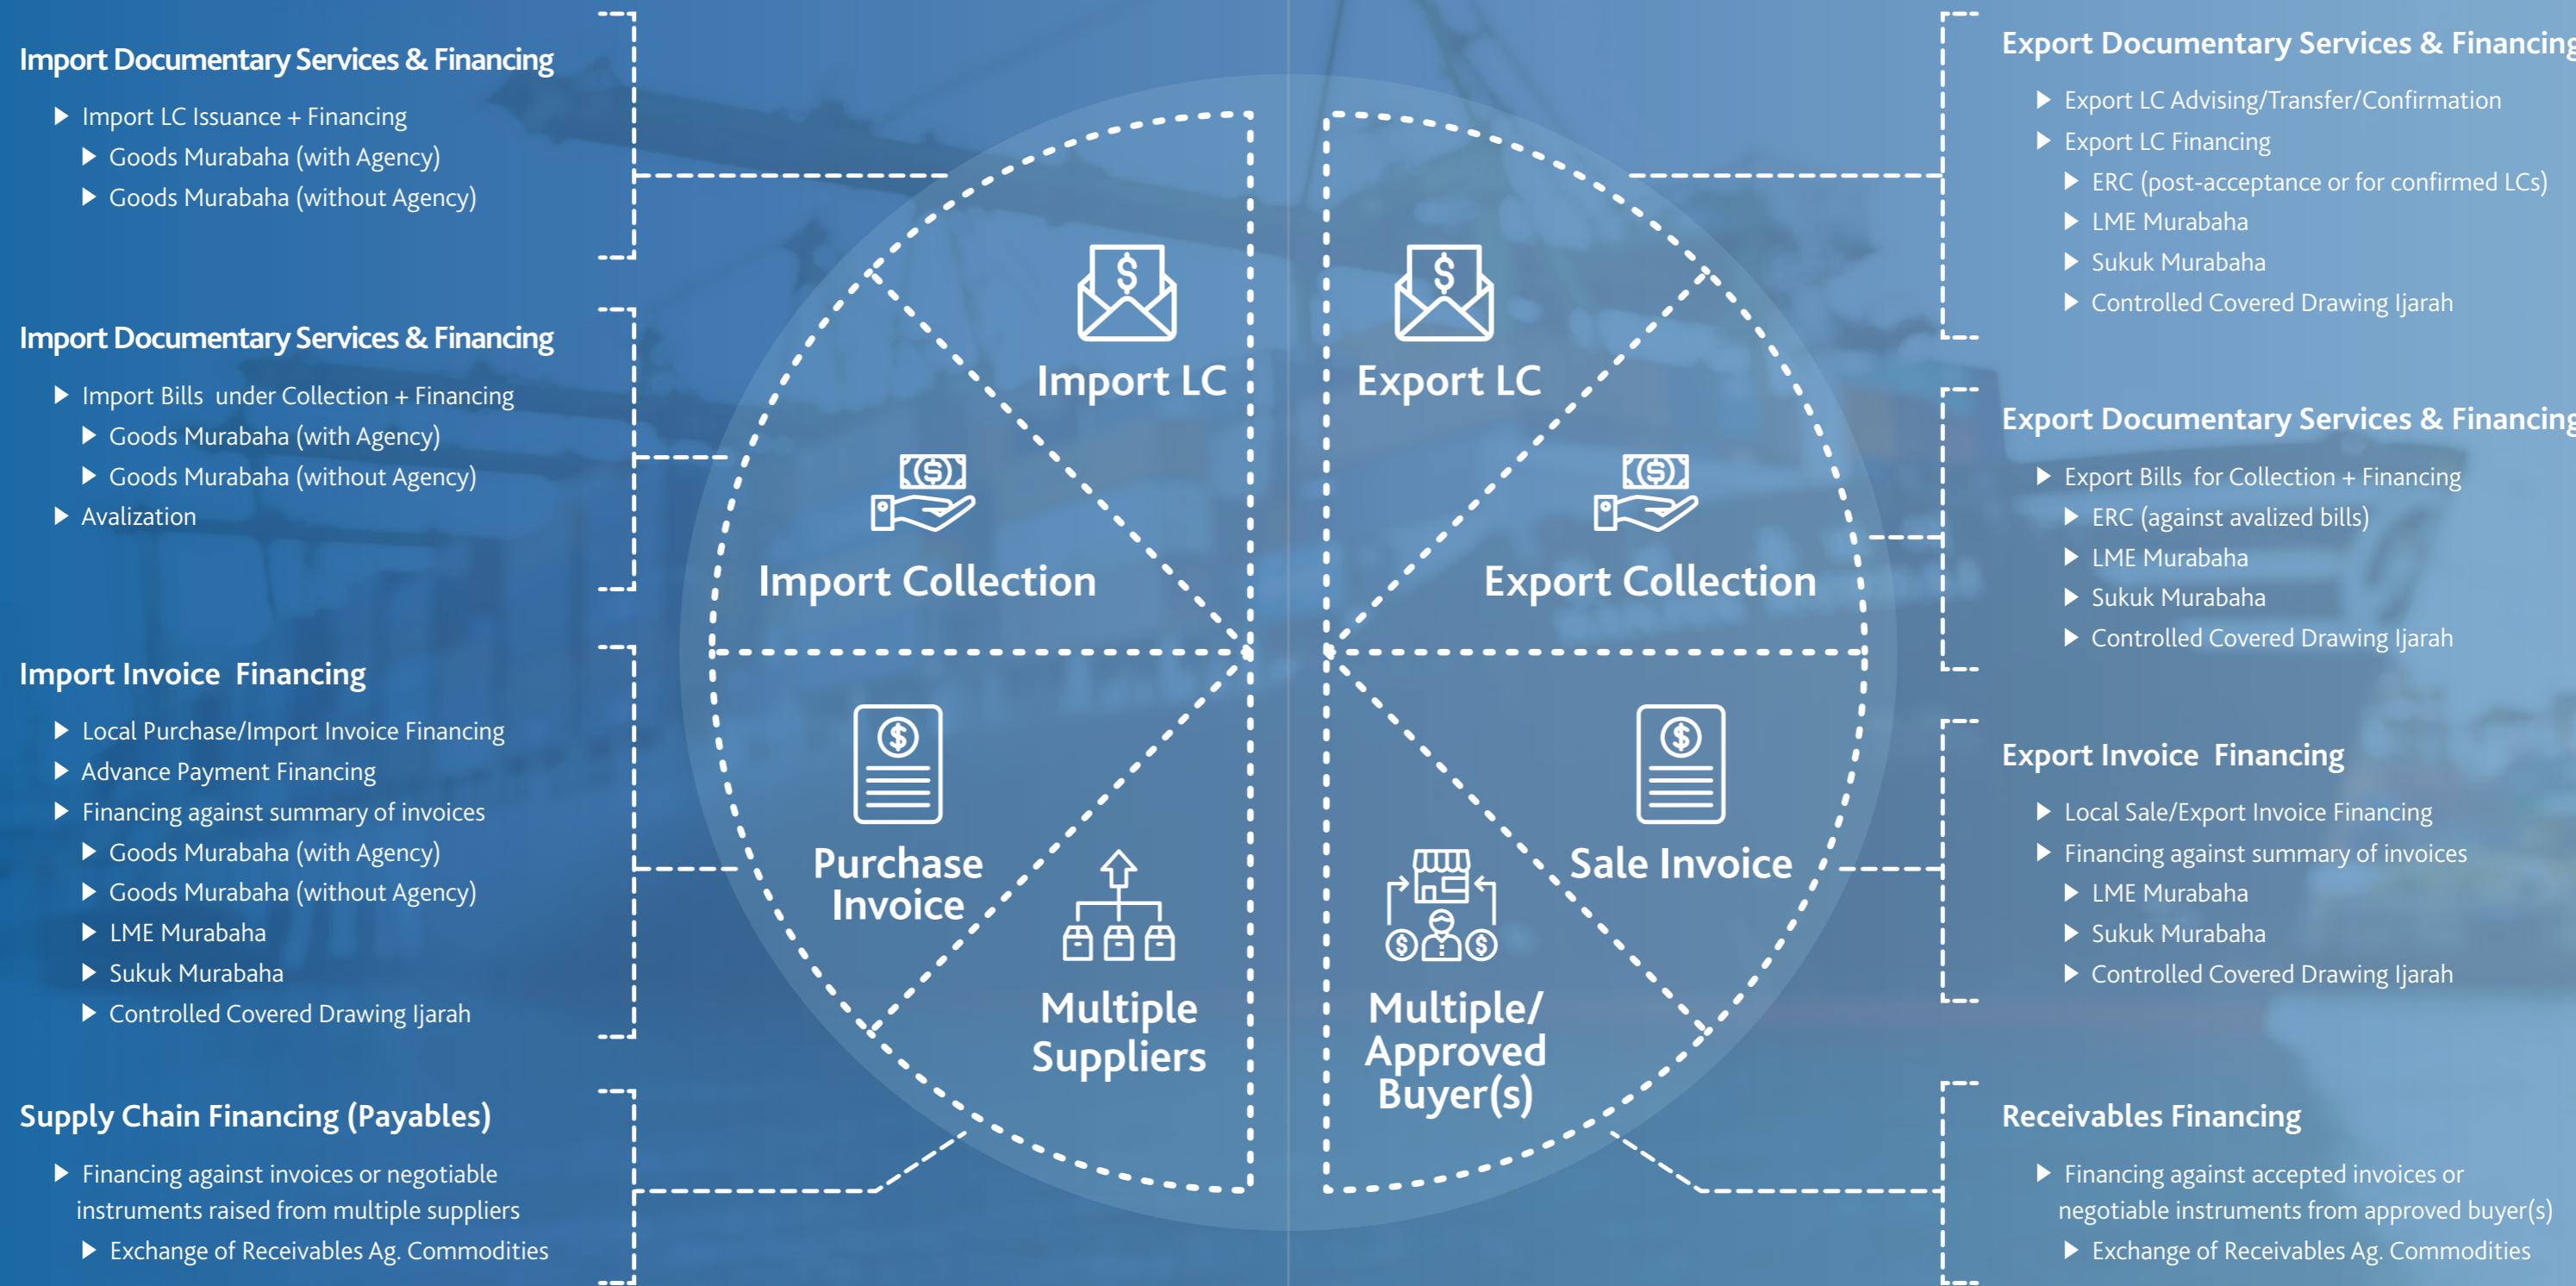 Import Documentary Services & Financing
Import LC Issuance + Financing
Goods Murabaha (with Agency)
Goods Murabaha (without Agency)
Import Documentary Services & Financing
Import Bills under Collection + Financing
Goods Murabaha (with Agency)
Goods Murabaha (without Agency)
Avalization
Import Invoice Financing
Local Purchase/Import Invoice Financing
Advance Payment Financing
Financing against summary of invoices
Goods Murabaha (with Agency)
Goods Murabaha (without Agency)
LME Murabaha
Sukuk Murabaha
Controlled Covered Drawing Ijarah
Supply Chain Financing (Payables)
Financing against invoices or negotiable
instruments raised from multiple suppliers
Exchange of Receivables Ag. Commodities
Import LC
Import Collection
Purchase
Invoice
Multiple
Suppliers
Export LC
Export Collection
Sale Invoice
Multiple/
Approved
Buyer(s)
Export Documentary Services & Financing
Export LC Advising/Transfer/Confirmation
Export LC Financing
ERC (post-acceptance or for confirmed LCs)
LME Murabaha
Sukuk Murabaha
Controlled Covered Drawing Ijarah
Export Documentary Services & Financing
Export Bills for Collection + Financing
ERC (against avalized bills)
LME Murabaha
Sukuk Murabaha
Controlled Covered Drawing Ijarah
Export Invoice Financing
Local Sale/Export Invoice Financing
Financing against summary of invoices
LME Murabaha
Sukuk Murabaha
Controlled Covered Drawing Ijarah
Receivables Financing
Financing against accepted invoices or
negotiable instruments from approved buyer(s)
Exchange of Receivables Ag. Commodities